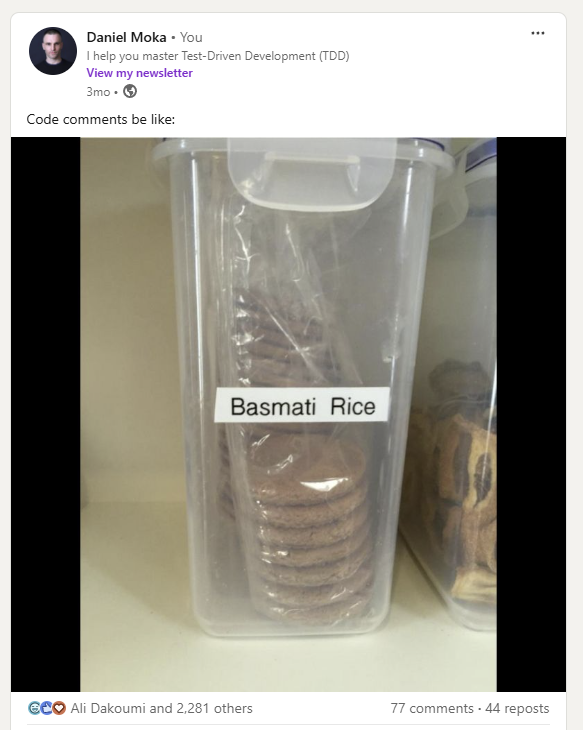 Daniel Moka • You
I help you master Test-Driven Development (TDD)
View my newsletter
3mo •
Code comments be like:
Basmati Rice
Ali Dakoumi and 2,281 others
77 comments · 44 reposts